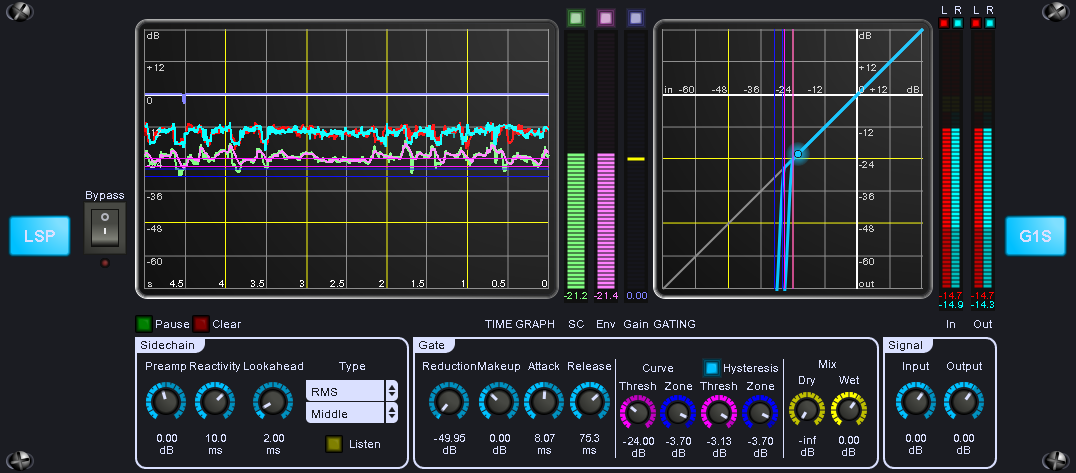 L R L R
dB
+12
0
-12
-24
-36
-48
-60
s 4.5 4 3.5 3 2.5 2 1.5 1 0.5 0
-21.2 -21.4 0.00
dB
+12
in -60 -48 -36 -24 -12 0 +12 dB
-12
-24
-36
-48
-60
out
-14.7 -14.7
-14.9 -14.3
Bypass
LSP
G1S
Pause Clear
TIME GRAPH SC Env Gain GATING In Out
Sidechain
Preamp Reactivity Lookahead Type
RMS
Middle
0.00 10.0 2.00 Listen
dB ms ms
Gate
Reduction Makeup Attack Release
-49.95 0.00 8.07 75.3
dB dB ms ms
Curve Hysteresis
Thresh Zone Thresh Zone
-24.00 -3.70 -3.13 -3.70
dB dB dB dB
Mix
Dry Wet
-inf 0.00
dB dB
Signal
Input Output
0.00 0.00
dB dB